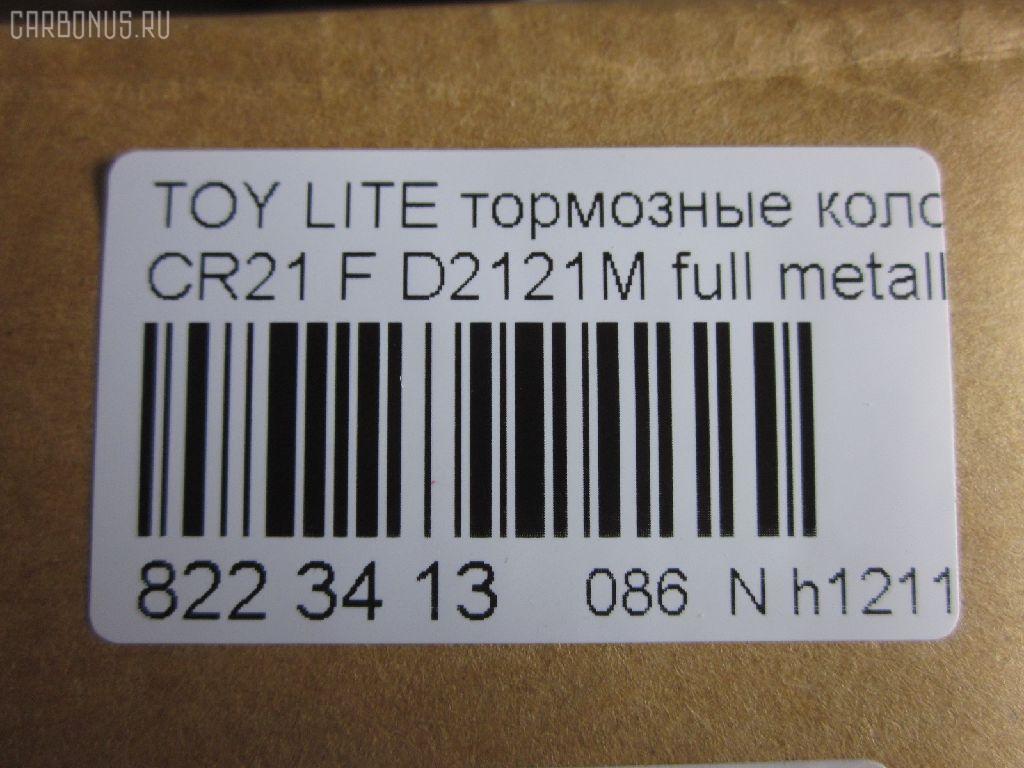 CARBONUS.RU
TOY LITE тормозные коло
CR21 F D2121M full metall
822 34 13 086 N h1211